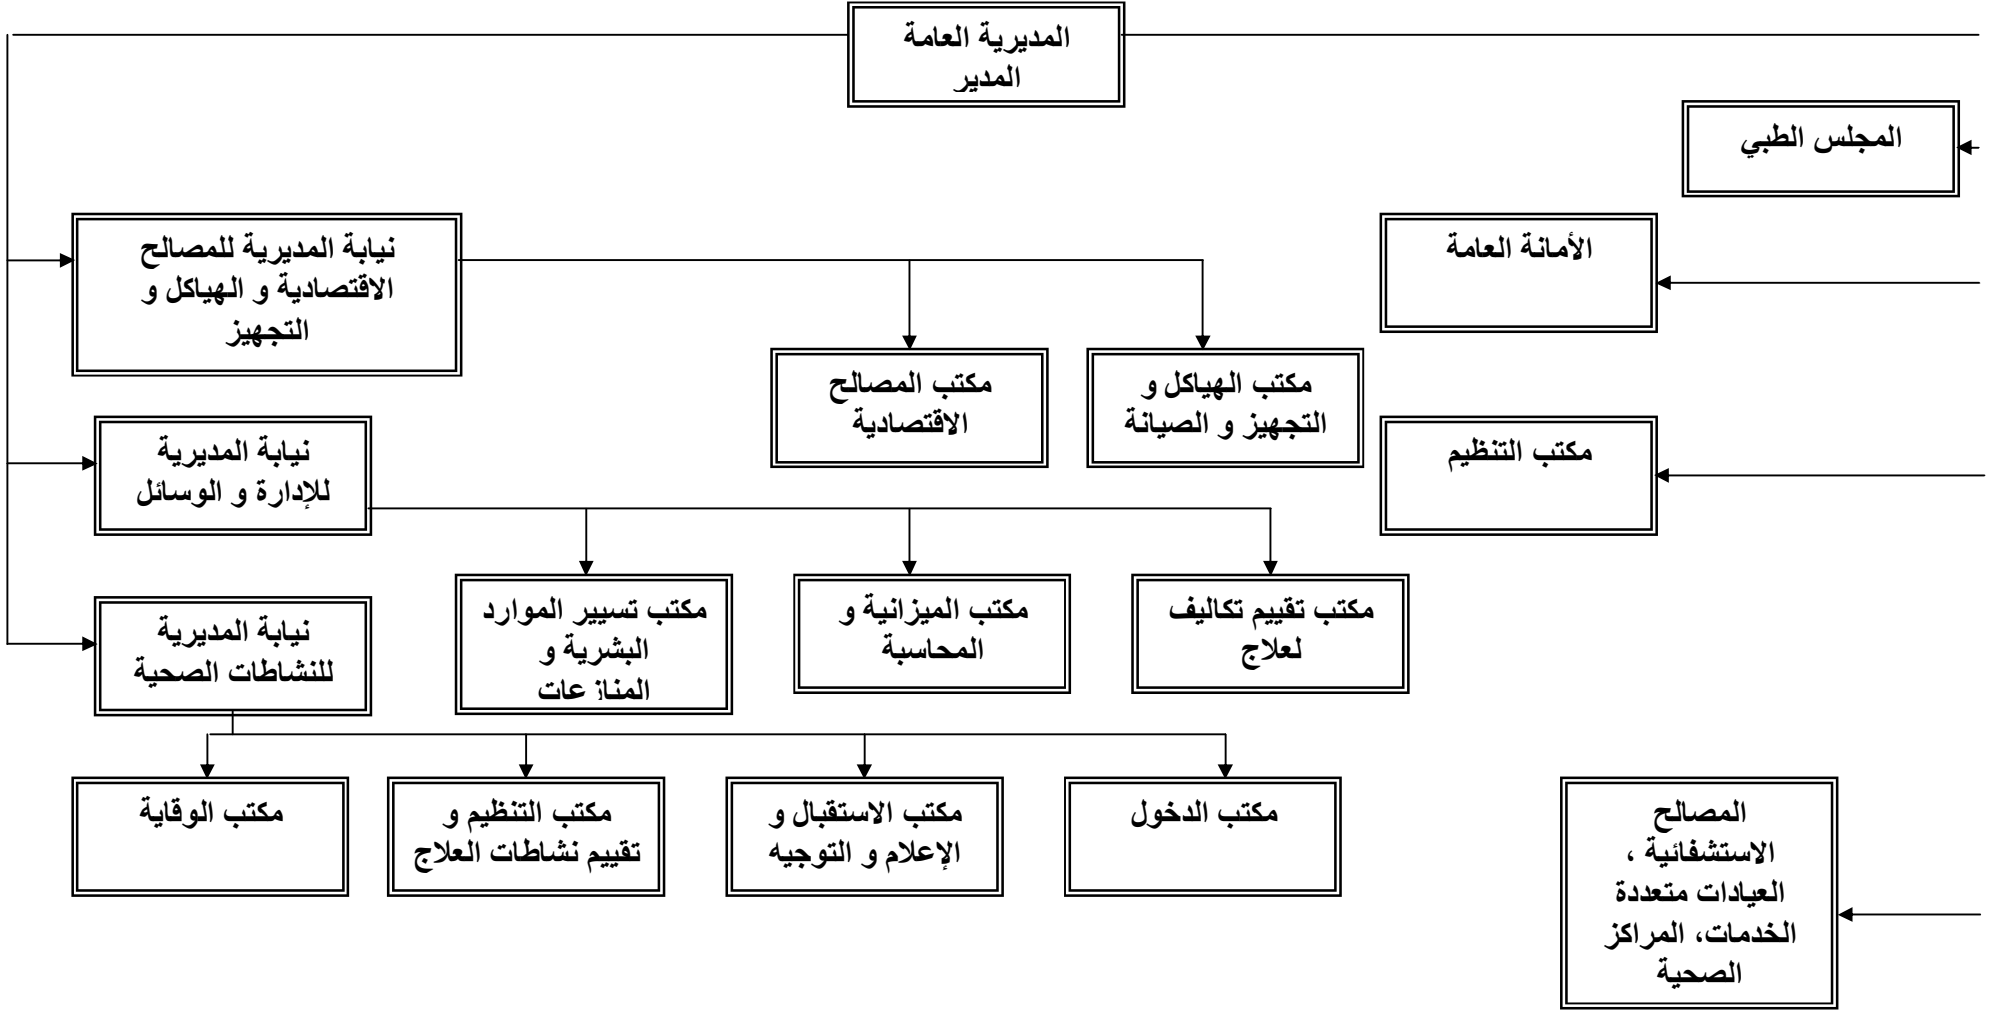 المديرية العامة
المدير
المجلس الطبي
الأمانة العامة
نيابة المديرية للمصالح
الاقتصادية و الهياكل و
التجهيز
مكتب الهياكل و
التجهيز و الصيانة
مكتب المصالح
الاقتصادية
مكتب التنظيم
نيابة المديرية
للإدارة و الوسائل
مكتب تقييم تكاليف
لعلاج
مكتب الميزانية و
المحاسبة
مكتب تسيير الموارد
البشرية و
المنازعات
نيابة المديرية
للنشاطات الصحية
المصالح
الاستشفائية ،
العيادات متعددة
الخدمات، المراكز
الصحية
مكتب الدخول
مكتب الاستقبال و
الإعلام و التوجيه
مكتب التنظيم و
تقييم نشاطات العلاج
مكتب الوقاية